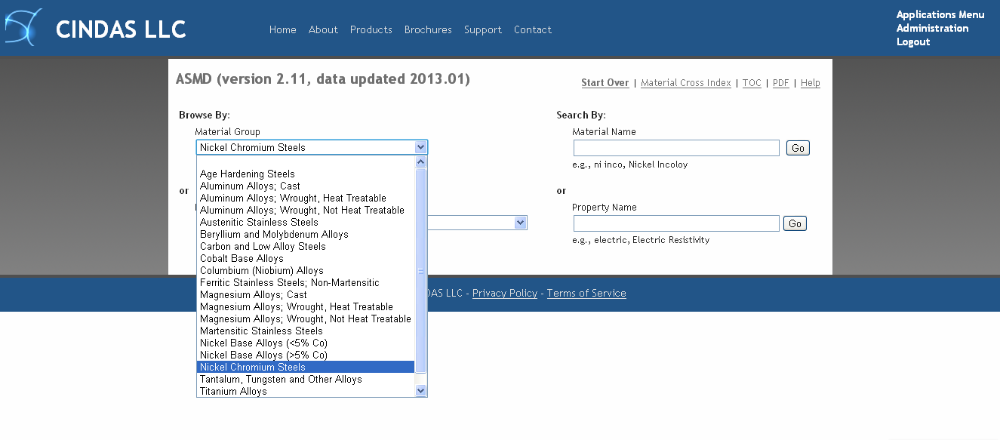 CINDAS LLC
Home About Products Brochures Support Contact
Applications Menu
Administration
Logout
ASMD (version 2.11, data updated 2013.01)
Start Over | Material Cross Index | TOC | PDF | Help
Browse By:
Material Group
Nickel Chromium Steels
Age Hardening Steels
Aluminum Alloys; Cast
Aluminum Alloys; Wrought, Heat Treatable
Aluminum Alloys; Wrought, Not Heat Treatable
Austenitic Stainless Steels
Beryllium and Molybdenum Alloys
Carbon and Low Alloy Steels
Cobalt Base Alloys
Columbium (Niobium) Alloys
Ferritic Stainless Steels; Non-Martensitic
Magnesium Alloys; Cast
Magnesium Alloys; Wrought, Heat Treatable
Magnesium Alloys; Wrought, Not Heat Treatable
Martensitic Stainless Steels
Nickel Base Alloys (<5% Co)
Nickel Base Alloys (>5% Co)
Nickel Chromium Steels
Tantalum, Tungsten and Other Alloys
Titanium Alloys
or
Search By:
Material Name
Go
e.g., ni inco, Nickel Incoloy
or
Property Name
Go
e.g., electric, Electric Resistivity
DAS LLC - Privacy Policy - Terms of Service